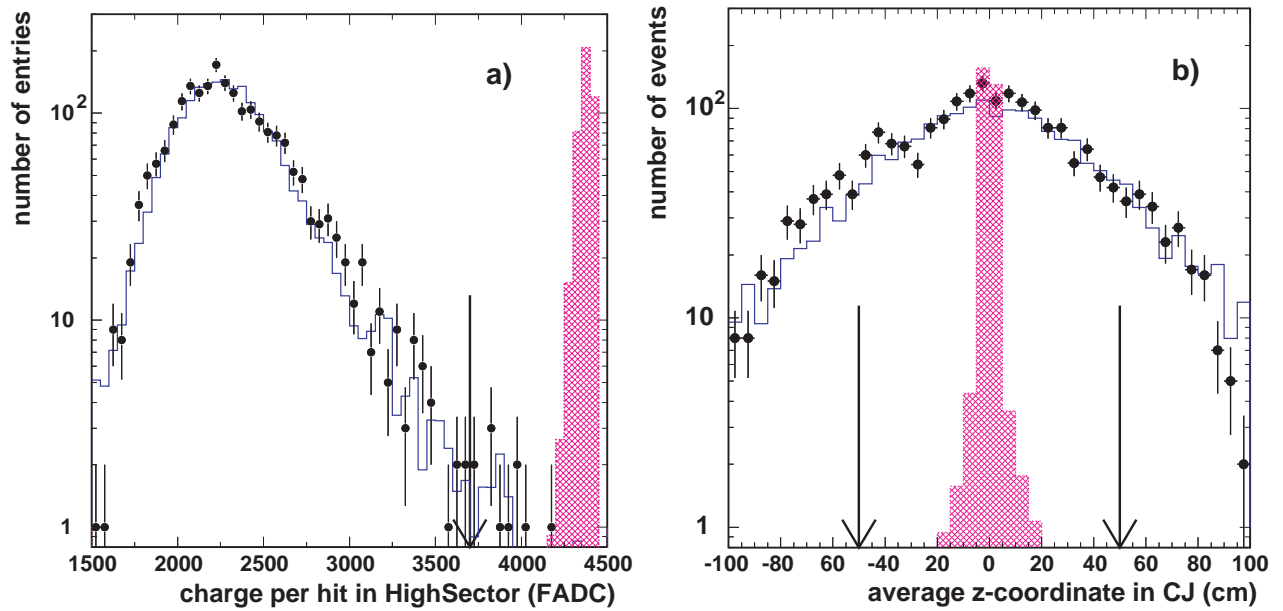 number of entries
a)
10²
10
1
1500 2000 2500 3000 3500 4000 4500
charge per hit in HighSector (FADC)
number of events
b)
10²
10
1
-100 -80 -60 -40 -20 0 20 40 60 80 100
average z-coordinate in CJ (cm)